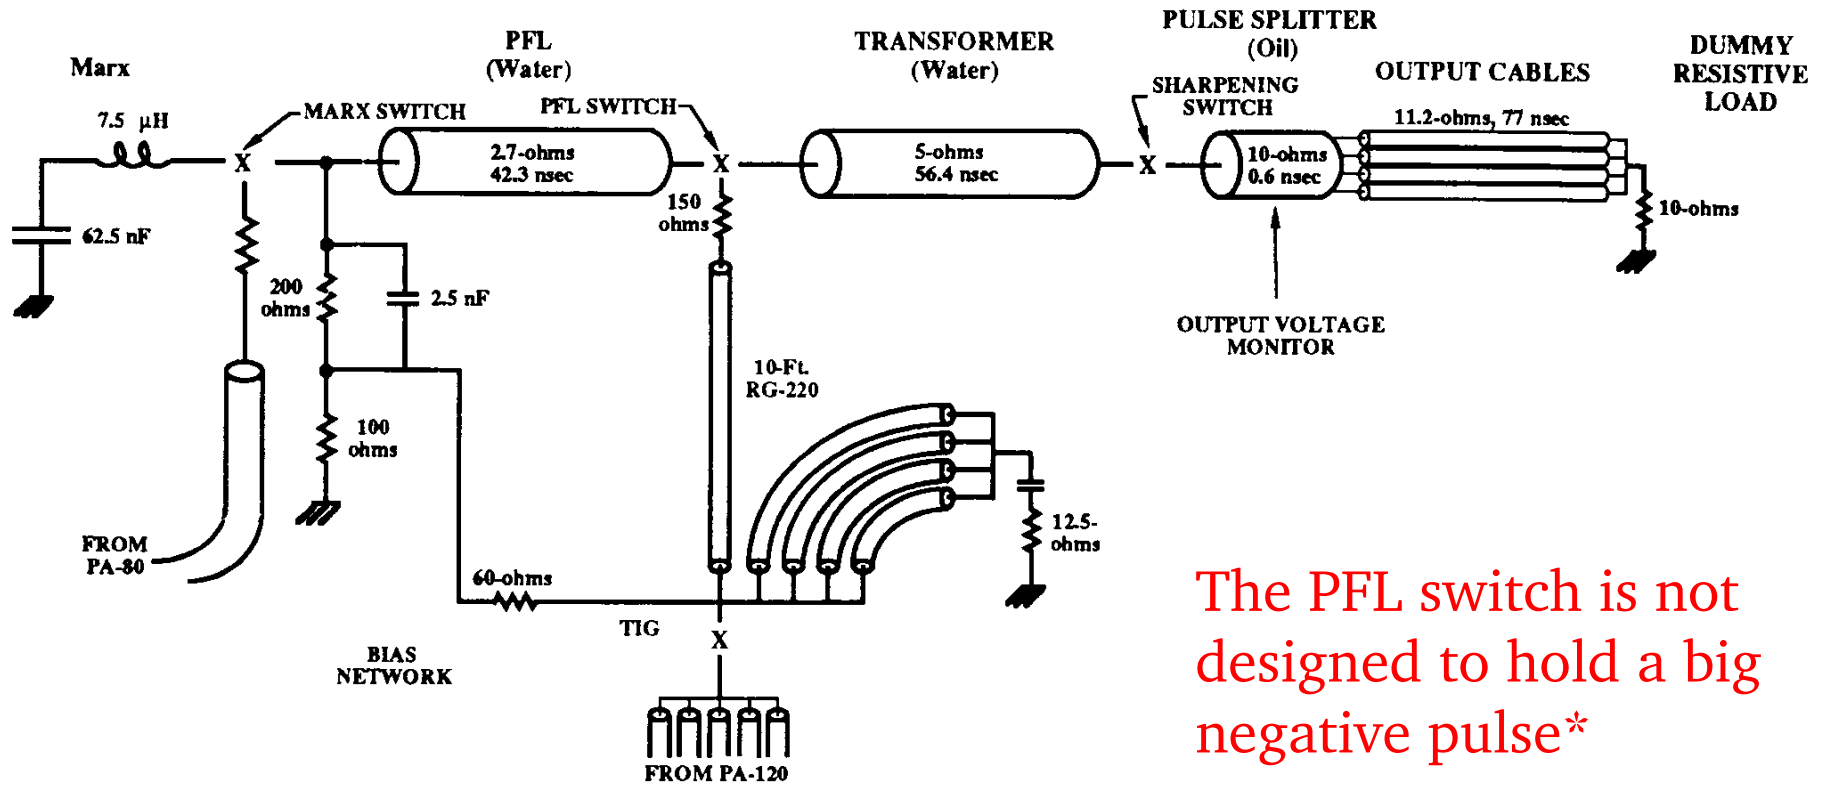 PULSE SPLITTER
(Oil)
PFL
(Water)
TRANSFORMER
(Water)
DUMMY
RESISTIVE
LOAD
Marx
OUTPUT CABLES
SHARPENING
SWITCH
MARX SWITCH
PFL SWITCH
7.5 μH
11.2-ohms, 77 nsec
2.7-ohms
42.3 nsec
5-ohms
56.4 nsec
10-ohms
0.6 nsec
X
X
X
150
ohms
10-ohms
62.5 nF
200
ohms
2.5 nF
OUTPUT VOLTAGE
MONITOR
10-Ft.
RG-220
100
ohms
12.5-
ohms
FROM
PA-80
60-ohms
TIG
X
BIAS
NETWORK
FROM PA-120
The PFL switch is not
designed to hold a big
negative pulse*